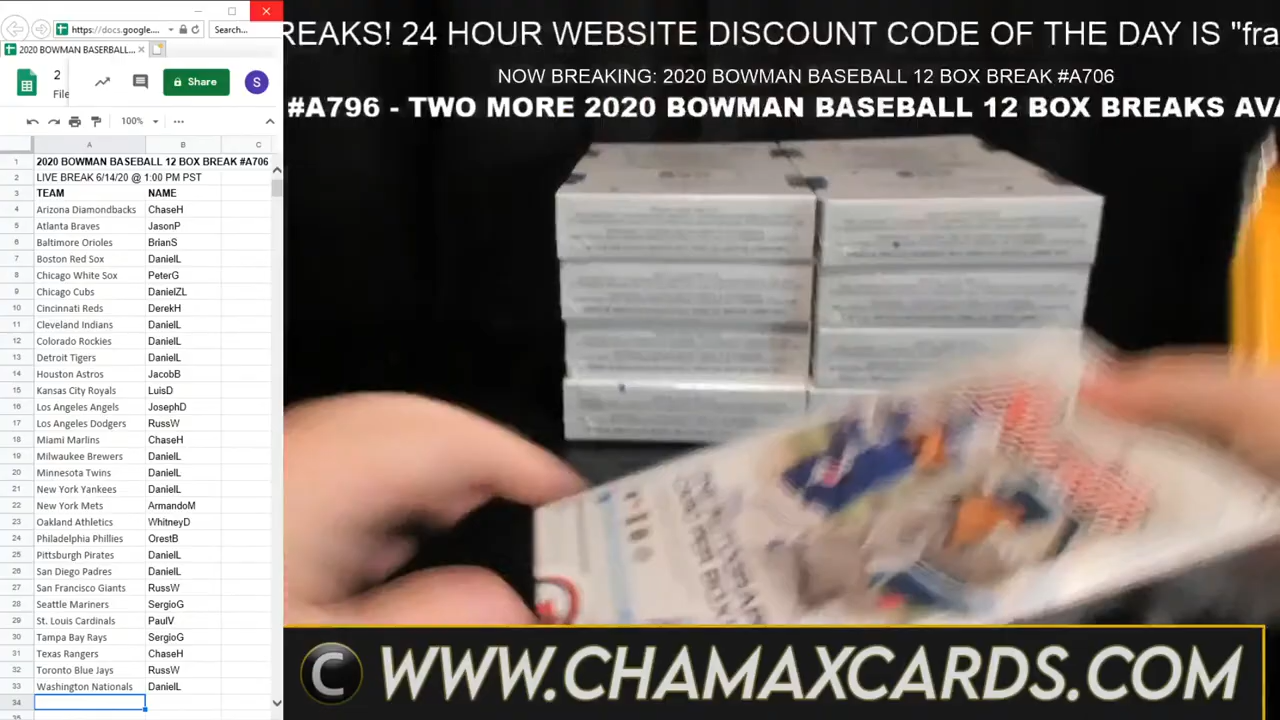 https://docs.google....
Search...
2020 BOWMAN BASERBALL...
2
File
Share
S
100%
A B C
1 2020 BOWMAN BASEBALL 12 BOX BREAK #A706
2 LIVE BREAK 6/14/20 @ 1:00 PM PST
3 TEAM NAME
4 Arizona Diamondbacks ChaseH
5 Atlanta Braves JasonP
6 Baltimore Orioles BrianS
7 Boston Red Sox DanielL
8 Chicago White Sox PeterG
9 Chicago Cubs DanielZL
10 Cincinnati Reds DerekH
11 Cleveland Indians DanielL
12 Colorado Rockies DanielL
13 Detroit Tigers DanielL
14 Houston Astros JacobB
15 Kansas City Royals LuisD
16 Los Angeles Angels JosephD
17 Los Angeles Dodgers RussW
18 Miami Marlins ChaseH
19 Milwaukee Brewers DanielL
20 Minnesota Twins DanielL
21 New York Yankees DanielL
22 New York Mets ArmandoM
23 Oakland Athletics WhitneyD
24 Philadelphia Phillies OrestB
25 Pittsburgh Pirates DanielL
26 San Diego Padres DanielL
27 San Francisco Giants RussW
28 Seattle Mariners SergioG
29 St. Louis Cardinals PaulV
30 Tampa Bay Rays SergioG
31 Texas Rangers ChaseH
32 Toronto Blue Jays RussW
33 Washington Nationals DanielL
34
REAKS! 24 HOUR WEBSITE DISCOUNT CODE OF THE DAY IS "fra
NOW BREAKING: 2020 BOWMAN BASEBALL 12 BOX BREAK #A706
#A796 - TWO MORE 2020 BOWMAN BASEBALL 12 BOX BREAKS AVA
C WWW.CHAMAXCARDS.COM